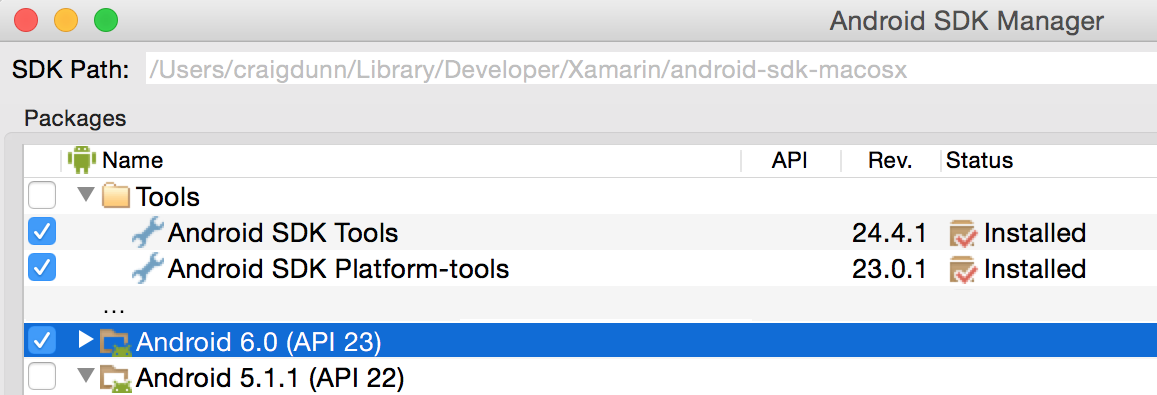 Android SDK Manager
SDK Path: /Users/craigdunn/Library/Developer/Xamarin/android-sdk-macosx
Packages
Name API Rev. Status
Tools
Android SDK Tools 24.4.1 Installed
Android SDK Platform-tools 23.0.1 Installed
...
Android 6.0 (API 23)
Android 5.1.1 (API 22)